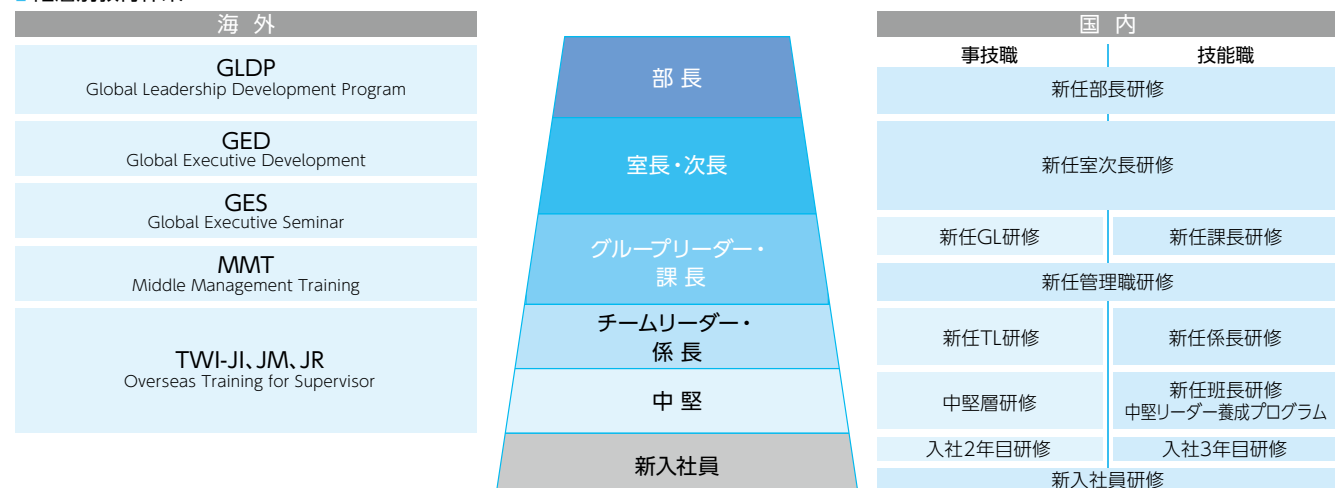 海 外
GLDP
Global Leadership Development Program
GED
Global Executive Development
GES
Global Executive Seminar
MMT
Middle Management Training
TWI-JI、JM、JR
Overseas Training for Supervisor
部 長
室長・次長
グループリーダー・
課 長
チームリーダー・
係 長
中 堅
新入社員
国 内
事技職
技能職
新任部長研修
新任室次長研修
新任GL研修
新任課長研修
新任管理職研修
新任TL研修
新任係長研修
中堅層研修
新任班長研修
中堅リーダー養成プログラム
入社2年目研修
入社3年目研修
新入社員研修